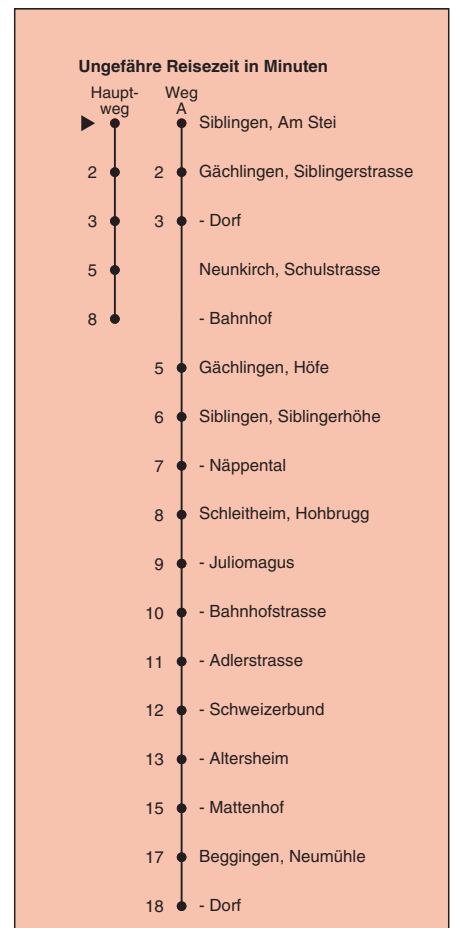 Ungefähre Reisezeit in Minuten
Haupt- Weg
weg A
Siblingen, Am Stei
2 2 Gächlingen, Siblingerstrasse
3 3 - Dorf
5 Neunkirch, Schulstrasse
8 - Bahnhof
5 Gächlingen, Höfe
6 Siblingen, Siblingerhöhe
7 - Näppental
8 Schleitheim, Hohbrugg
9 - Juliomagus
10 - Bahnhofstrasse
11 - Adlerstrasse
12 - Schweizerbund
13 - Altersheim
15 - Mattenhof
17 Beggingen, Neumühle
18 - Dorf